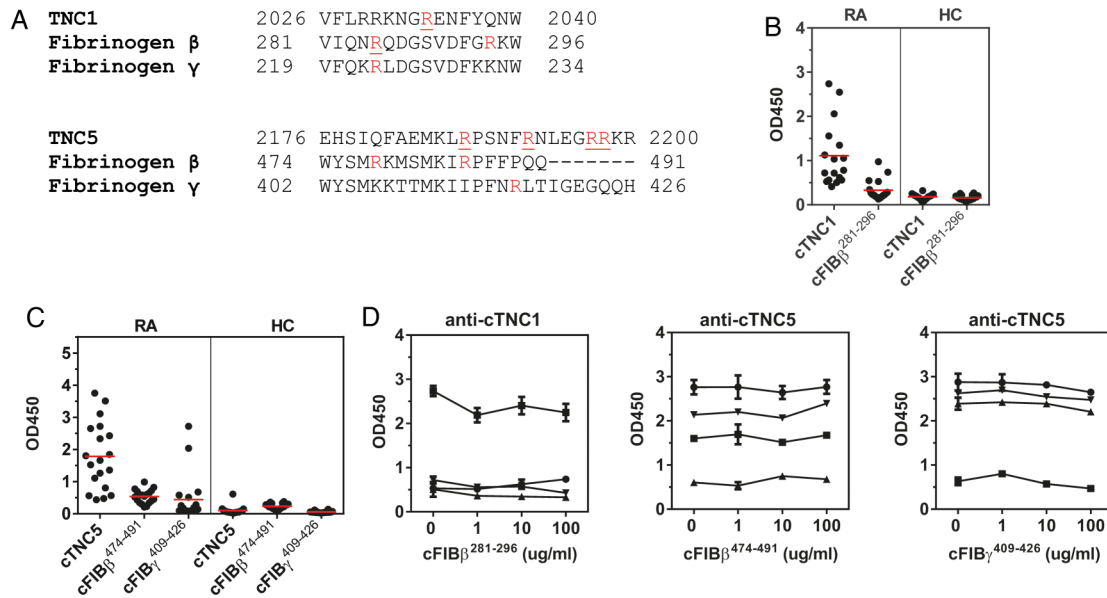 A
TNC1 2026 VFLRRKNGRENFYQNW 2040
Fibrinogen β 281 VIQNRQDGSVDFGRKW 296
Fibrinogen γ 219 VFQKRLDGSVDFKKNW 234
TNC5 2176 EHSIQFAEMKLRPSNFRNLEGRRKR 2200
Fibrinogen β 474 WYSMRKMSMKIRPFFPQQ------- 491
Fibrinogen γ 402 WYSMKKTTMKIIPFNRLTIGEGQQH 426
B
RA HC
OD450
4
3
2
1
0
cTNC1 cFIBβ281-296 cTNC1 cFIBβ281-296
C
RA HC
OD450
5
4
3
2
1
0
cTNC5 cFIBβ474-491 cFIBγ409-426 cTNC5 cFIBβ474-491 cFIBγ409-426
D
anti-cTNC1
OD450
4
3
2
1
0
0 1 10 100
cFIBβ281-296 (ug/ml)
anti-cTNC5
OD450
4
3
2
1
0
0 1 10 100
cFIBβ474-491 (ug/ml)
anti-cTNC5
OD450
4
3
2
1
0
0 1 10 100
cFIBγ409-426 (ug/ml)